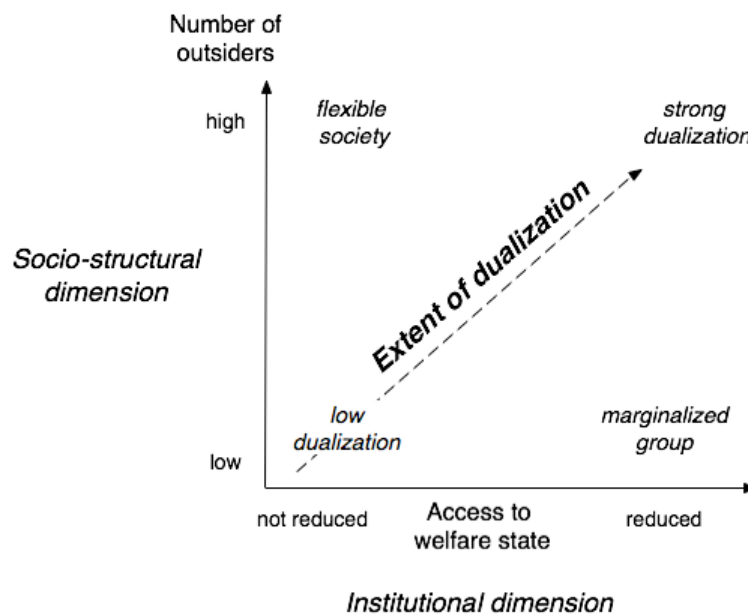 Number of
outsiders
high
flexible
society
strong
dualization
Extent of dualization
Socio-structural
dimension
low
dualization
marginalized
group
low
not reduced
Access to
welfare state
reduced
Institutional dimension